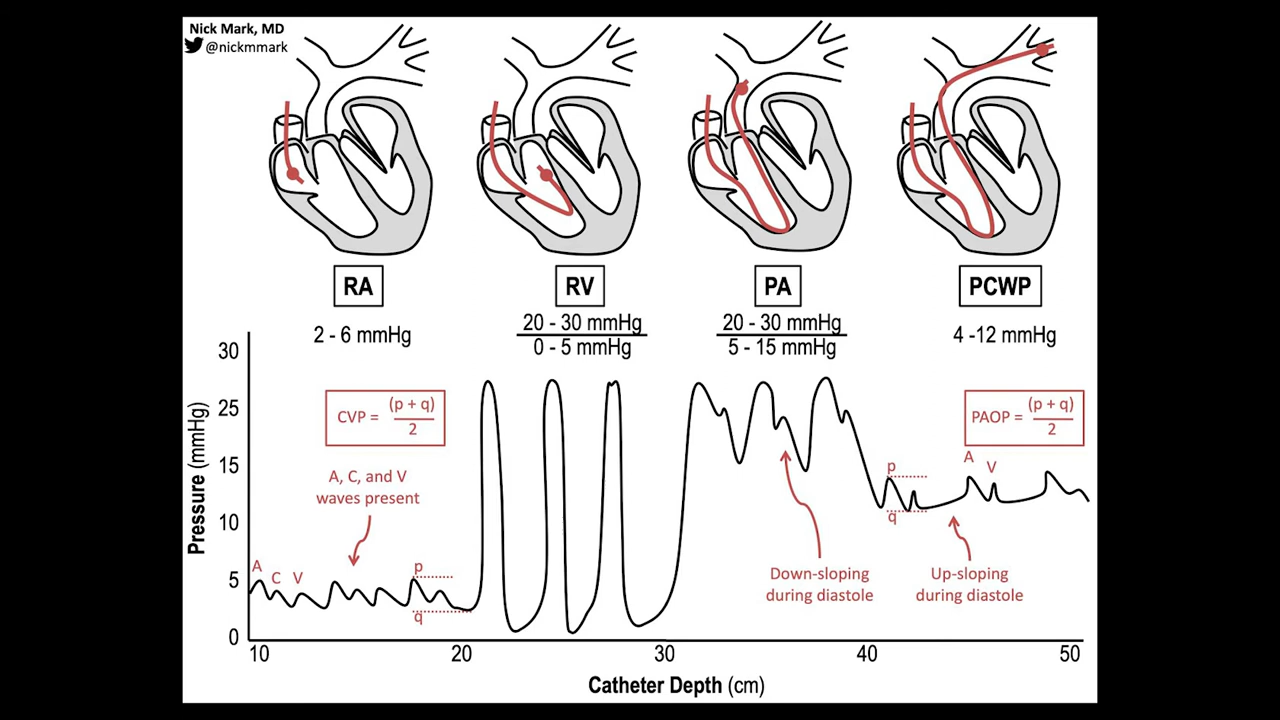 Nick Mark, MD
@nickmmark
RA
RV
PA
PCWP
2 - 6 mmHg
20 - 30 mmHg
0 - 5 mmHg
20 - 30 mmHg
5 - 15 mmHg
4 -12 mmHg
Pressure (mmHg)
30
25
15
10
5
0
CVP = (p + q)
2
A, C, and V
waves present
A
C
V
p
q
Down-sloping
during diastole
PAOP = (p + q)
2
p
q
A
V
Up-sloping
during diastole
10
20
30
40
50
Catheter Depth (cm)